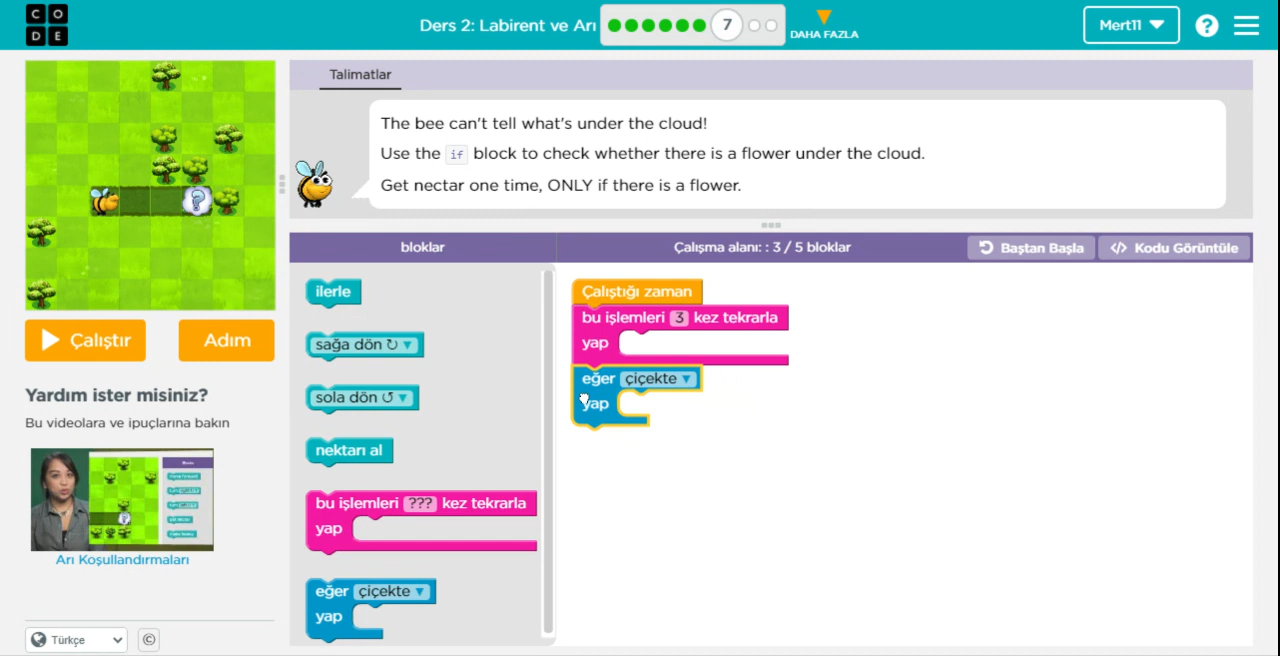 C O
D E
Ders 2: Labirent ve Arı
7
DAHA FAZLA
Mert11
?
Talimatlar
The bee can't tell what's under the cloud!
Use the if block to check whether there is a flower under the cloud.
Get nectar one time, ONLY if there is a flower.
?
Çalıştır
Adım
Yardım ister misiniz?
Bu videolara ve ipuçlarına bakın
Arı Koşullandırmaları
Türkçe
©
bloklar
Çalışma alanı: : 3 / 5 bloklar
Baştan Başla
</> Kodu Görüntüle
ilerle
sağa dön ↻
sola dön ↺
nektarı al
bu işlemleri ??? kez tekrarla
yap
eğer çiçekte
yap
Çalıştığı zaman
bu işlemleri 3 kez tekrarla
yap
eğer çiçekte
yap